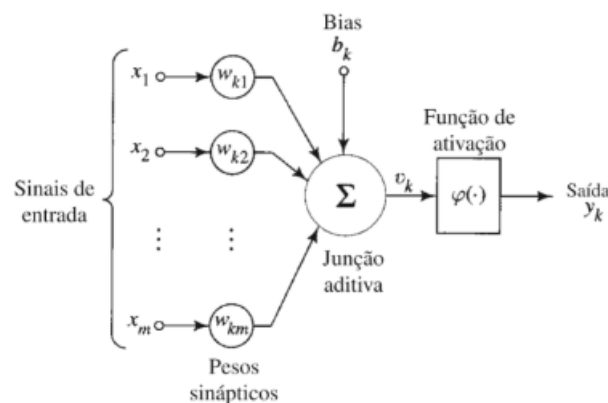 Bias
b_k
x_1
w_k1
Função de
ativação
x_2
w_k2
Sinais de
entrada
Σ
v_k
φ(·)
Saída
y_k
⋮
⋮
Junção
aditiva
x_m
w_km
Pesos
sinápticos